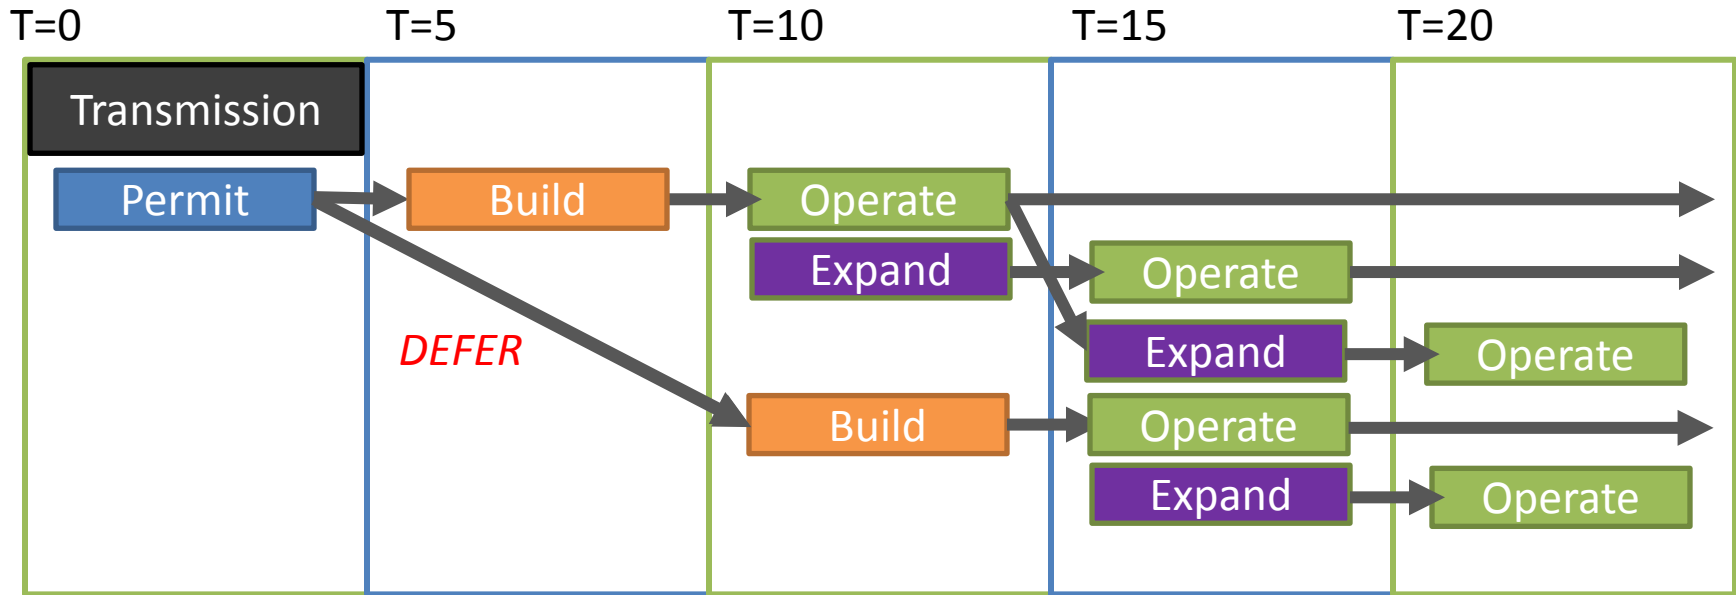 T=0 T=5 T=10 T=15 T=20
Transmission
Permit Build Operate
Expand Operate
DEFER Expand Operate
Build Operate
Expand Operate